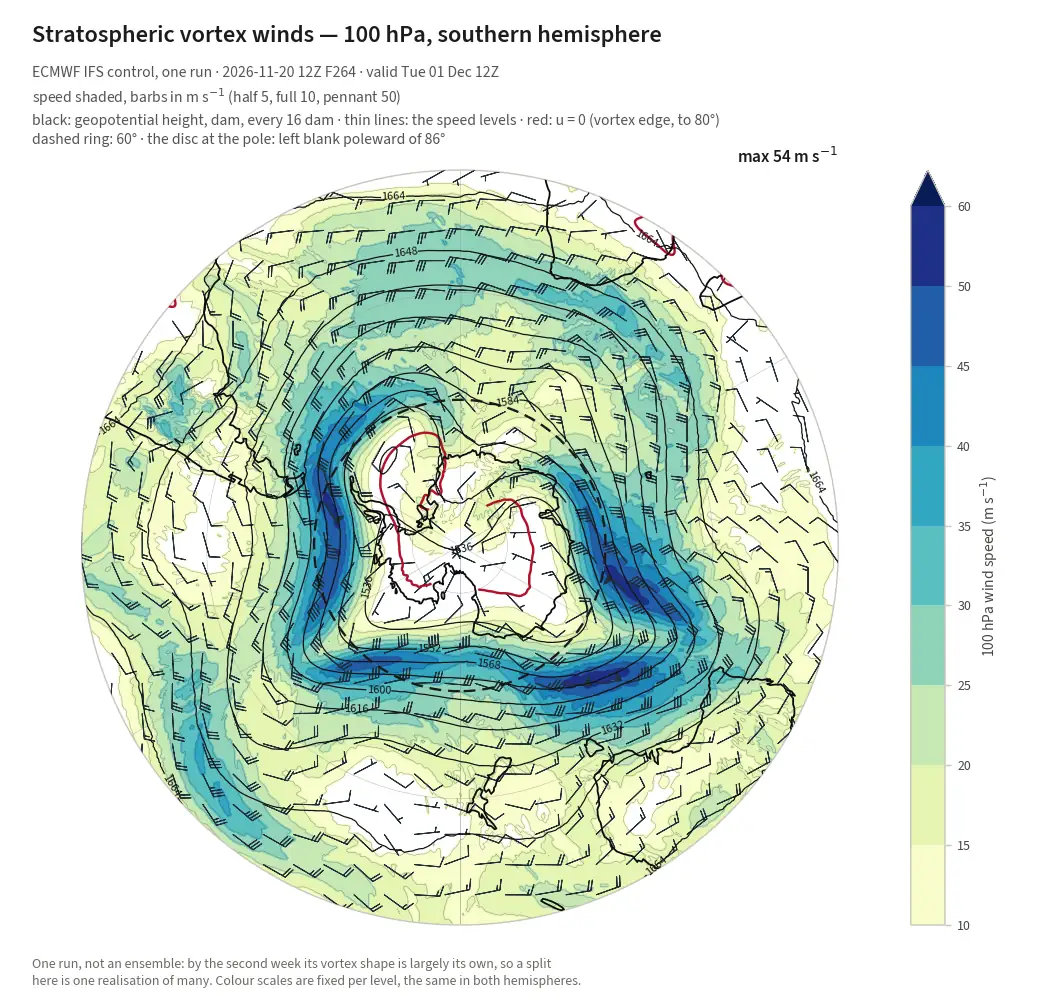 Stratospheric vortex winds — 100 hPa, southern hemisphere
ECMWF IFS control, one run · 2026-11-20 12Z F264 · valid Tue 01 Dec 12Z
speed shaded, barbs in m s⁻¹ (half 5, full 10, pennant 50)
black: geopotential height, dam, every 16 dam · thin lines: the speed levels · red: u = 0 (vortex edge, to 80°)
dashed ring: 60° · the disc at the pole: left blank poleward of 86°
max 54 m s⁻¹
1664
1664
1648
1584
1664
1536
1536
1552
1568
1600
1616
1632
1664
1664
60
50
45
40
35
30
25
20
15
10
100 hPa wind speed (m s⁻¹)
One run, not an ensemble: by the second week its vortex shape is largely its own, so a split
here is one realisation of many. Colour scales are fixed per level, the same in both hemispheres.